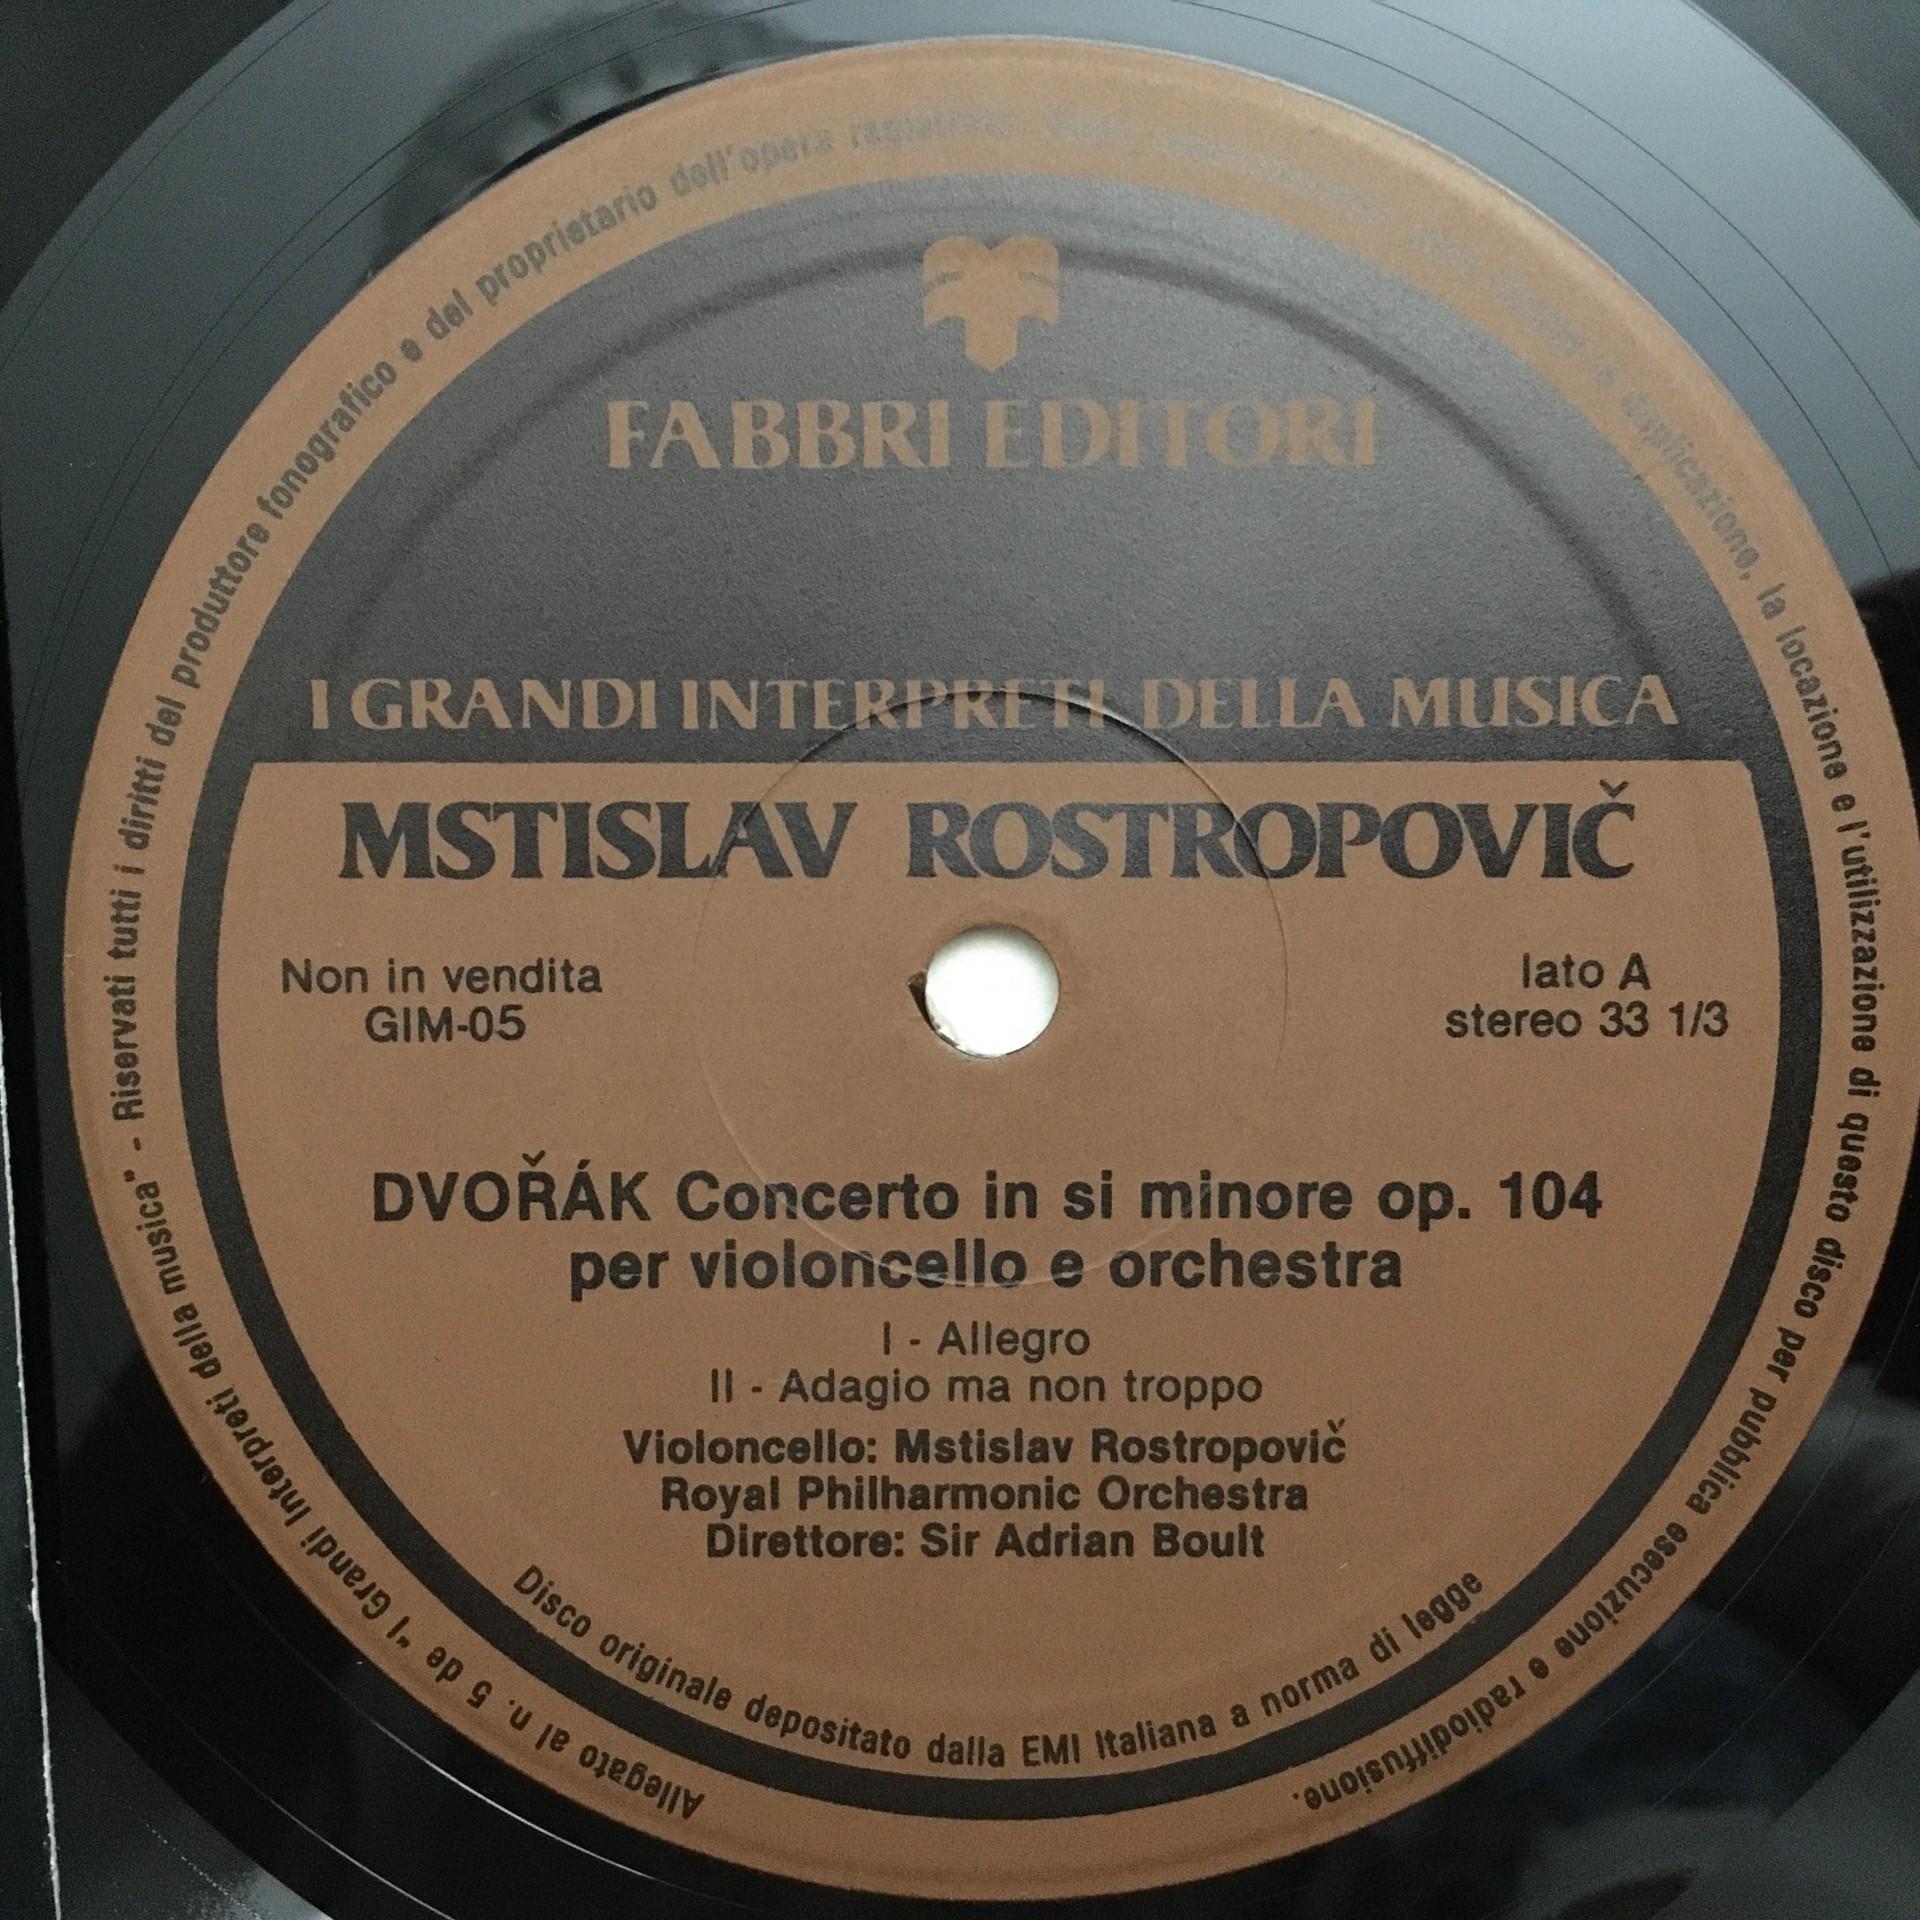 FABBRI EDITORI
I GRANDI INTERPRETI DELLA MUSICA
MSTISLAV ROSTROPOVIČ
Non in vendita
GIM-05
lato A
stereo 33 1/3
DVOŘÁK Concerto in si minore op. 104
per violoncello e orchestra
I - Allegro
II - Adagio ma non troppo
Violoncello: Mstislav Rostropovič
Royal Philharmonic Orchestra
Direttore: Sir Adrian Boult
Disco originale depositato dalla EMI Italiana a norma di legge
Allegato al n. 5 de "I Grandi Interpreti della musica" - Riservati tutti i diritti del produttore fonografico e del proprietario dell'opera registrata. la duplicazione, la locazione e l'utilizzazione di questo disco per pubblica esecuzione e radiodiffusione.